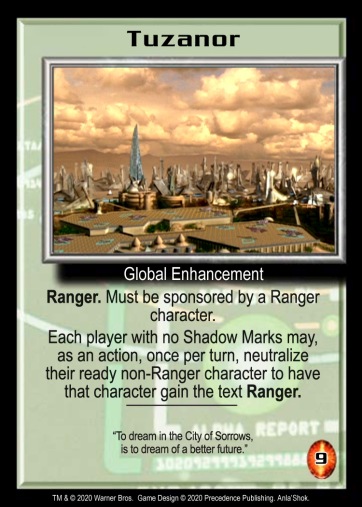 Tuzanor
Global Enhancement
Ranger. Must be sponsored by a Ranger
character.
Each player with no Shadow Marks may,
as an action, once per turn, neutralize
their ready non-Ranger character to have
that character gain the text Ranger.
"To dream in the City of Sorrows,
is to dream of a better future."
ALPHA REPORT
9
TM & © 2020 Warner Bros. Game Design © 2020 Precedence Publishing. Anla'Shok.